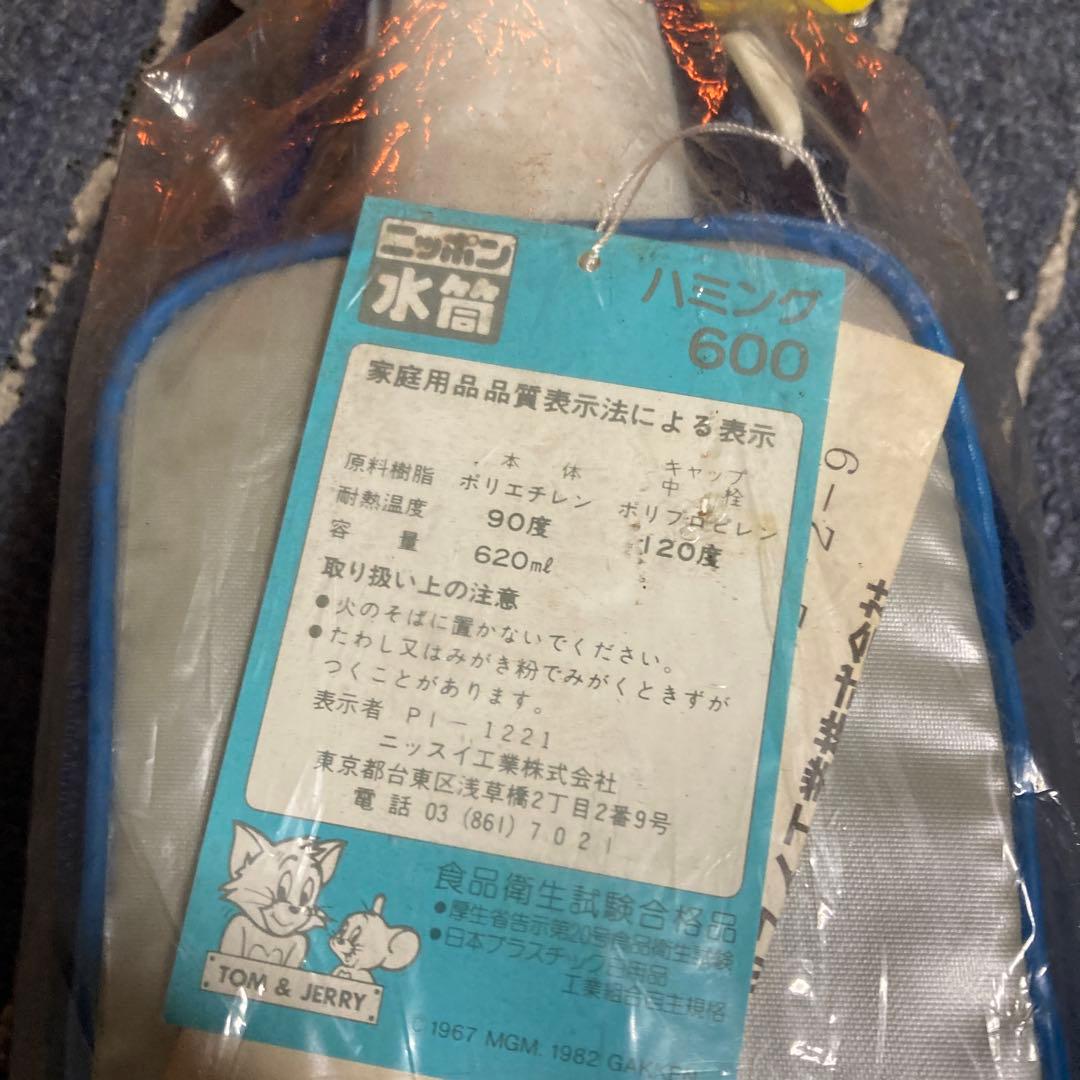 ニッポン
水筒
ハミング
600
家庭用品品質表示法による表示
本体 キャップ
中栓
原料樹脂 ポリエチレン ポリプロピレン
耐熱温度 90度 120度
容量 620ml
取り扱い上の注意
●火のそばに置かないでください。
●たわし又はみがき粉でみがくときずが
つくことがあります。
表示者 PI-1221
ニッスイ工業株式会社
東京都台東区浅草橋2丁目2番9号
電話 03 (861) 7021
食品衛生試験合格品
●厚生省告示第20号食品衛生試験
●日本プラスチック日用品
工業組合自主規格
TOM & JERRY
©1967 MGM. 1982 GAKKEN
2-9